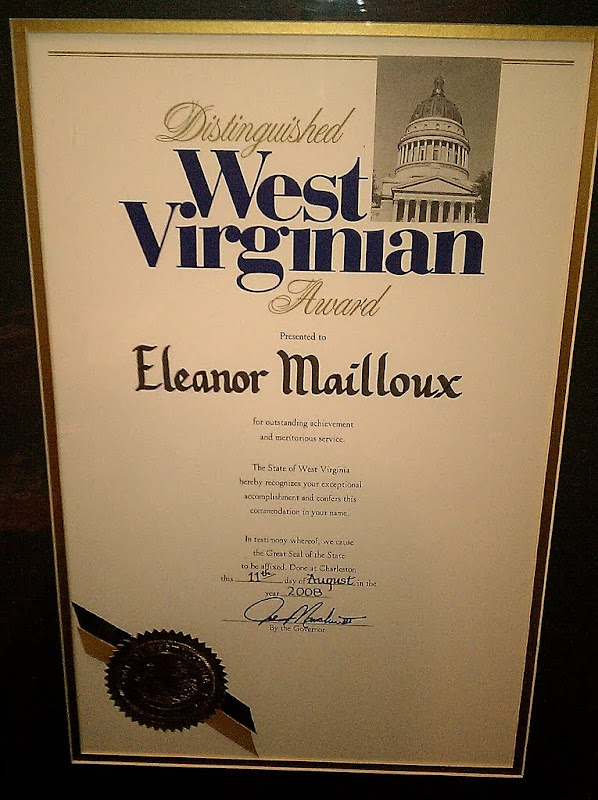 Distinguished
West
Virginian
Award
Presented to
Eleanor Mailloux
for outstanding achievement
and meritorious service.
The State of West Virginia
hereby recognizes your exceptional
accomplishment and confers this
commendation in your name.
In testimony whereof, we cause
the Great Seal of the State
to be affixed. Done at Charleston
this 11th day of August in the
year 2008
By the Governor